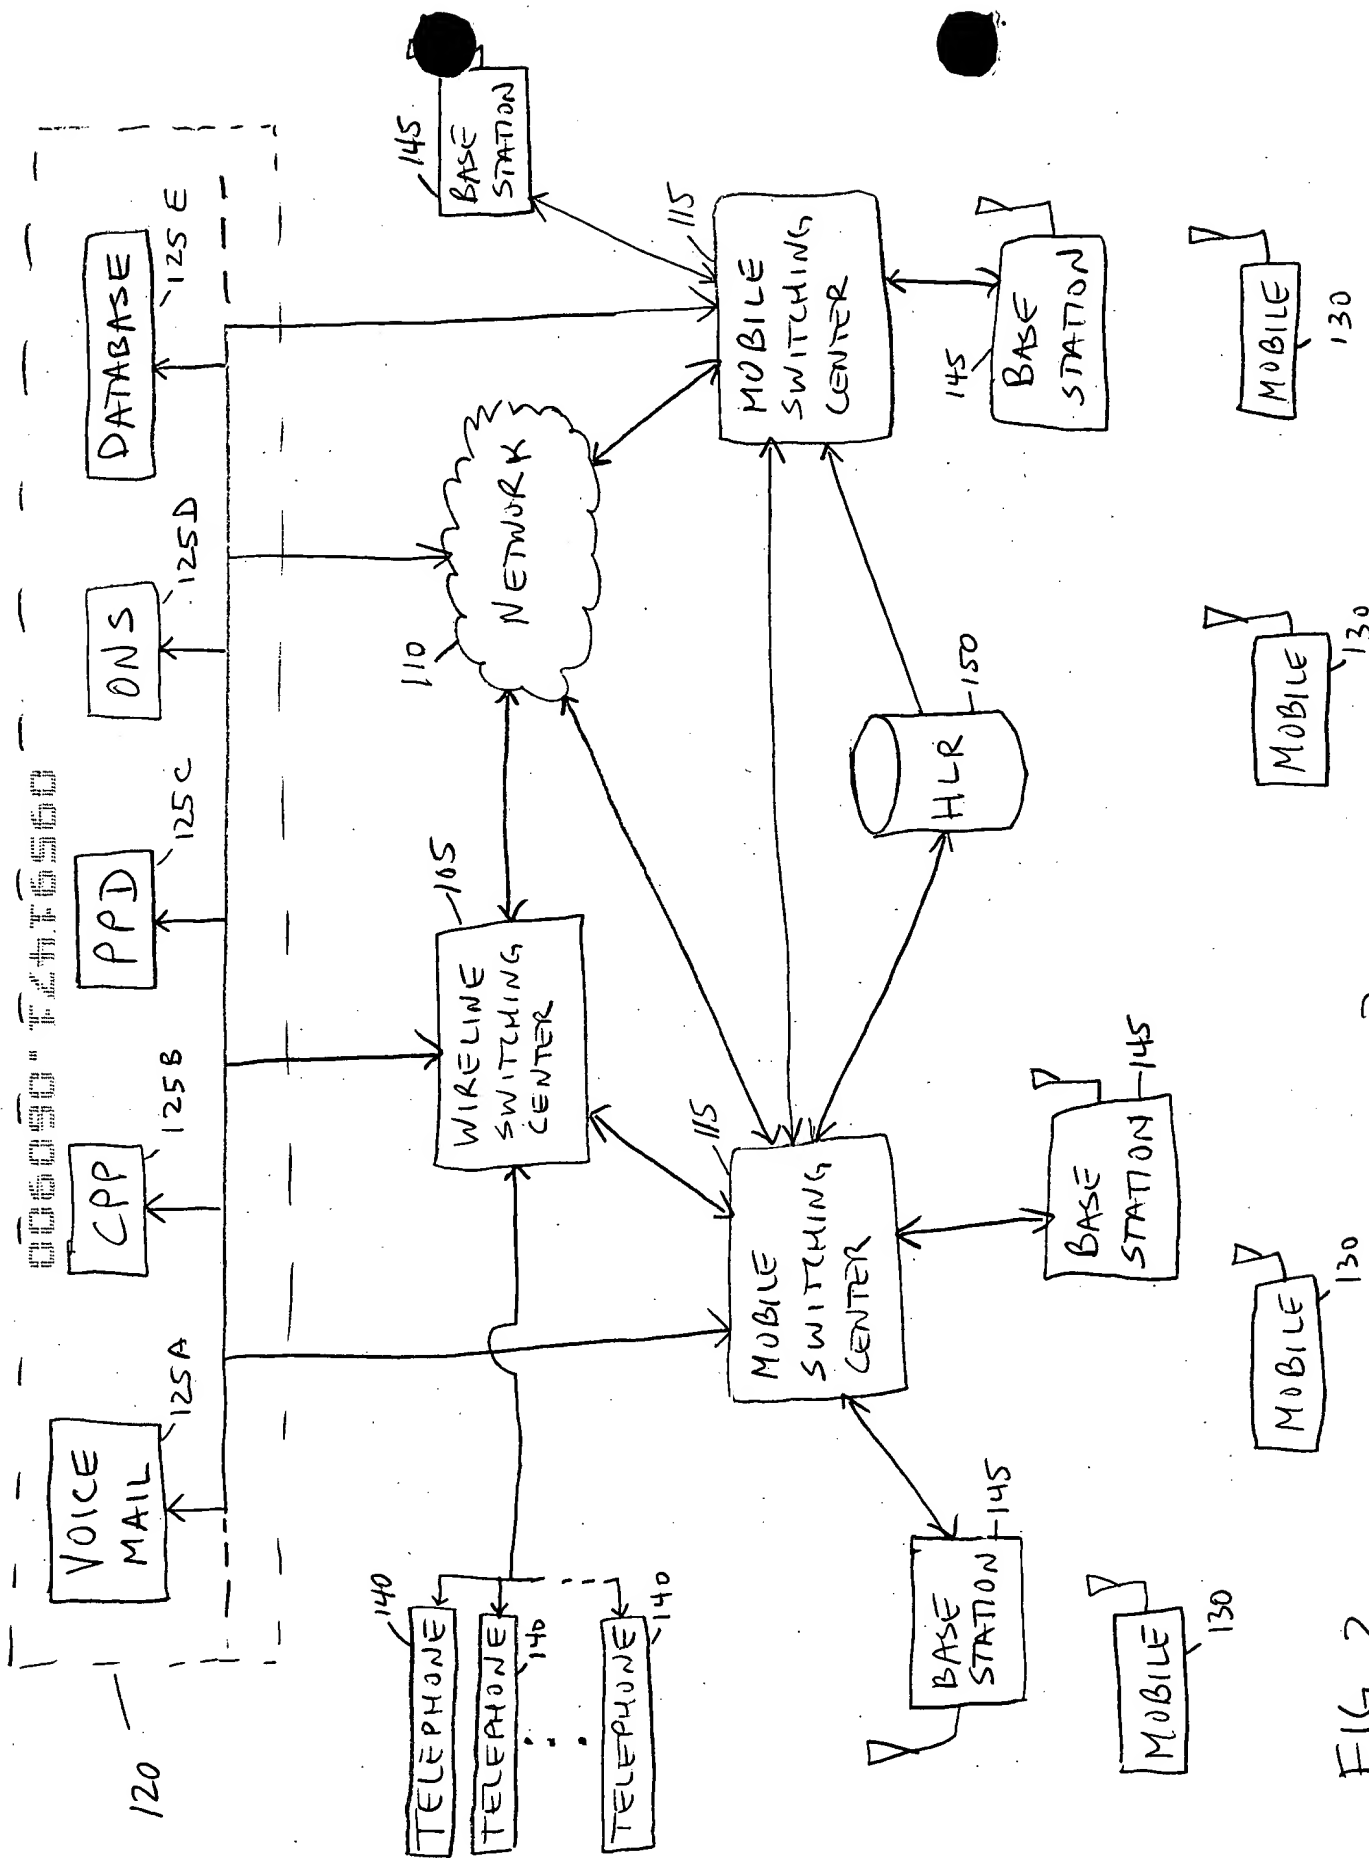 120
VOICE
MAIL
125A
CPP
125B
PPD
125C
ONS
125D
DATABASE
125E
TELEPHONE
140
TELEPHONE
140
TELEPHONE
140
WIRELINE
SWITCHING
CENTER
105
110
NETWORK
145
BASE
STATION
MOBILE
SWITCHING
CENTER
115
MOBILE
SWITCHING
CENTER
115
HLR
150
BASE
STATION
145
BASE
STATION
145
145
BASE
STATION
MOBILE
130
MOBILE
130
MOBILE
130
MOBILE
130
FIG